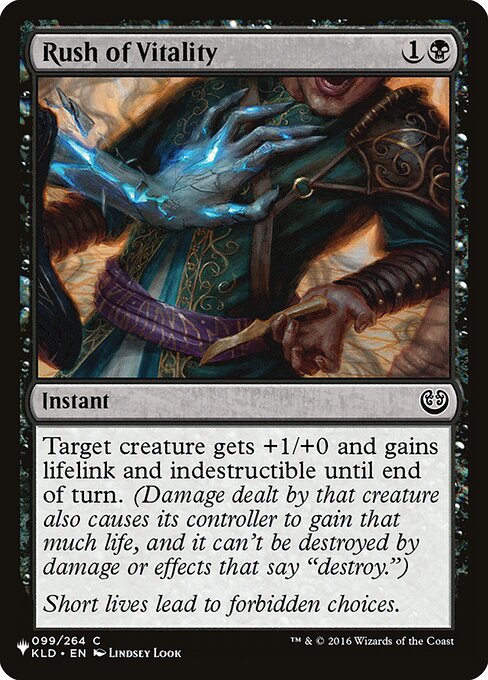 Rush of Vitality 1
Instant
Target creature gets +1/+0 and gains
lifelink and indestructible until end
of turn. (Damage dealt by that creature
also causes its controller to gain that
much life, and it can't be destroyed by
damage or effects that say “destroy.”)
Short lives lead to forbidden choices.
099/264 C
KLD • EN Lindsey Look
™ & © 2016 Wizards of the Coast